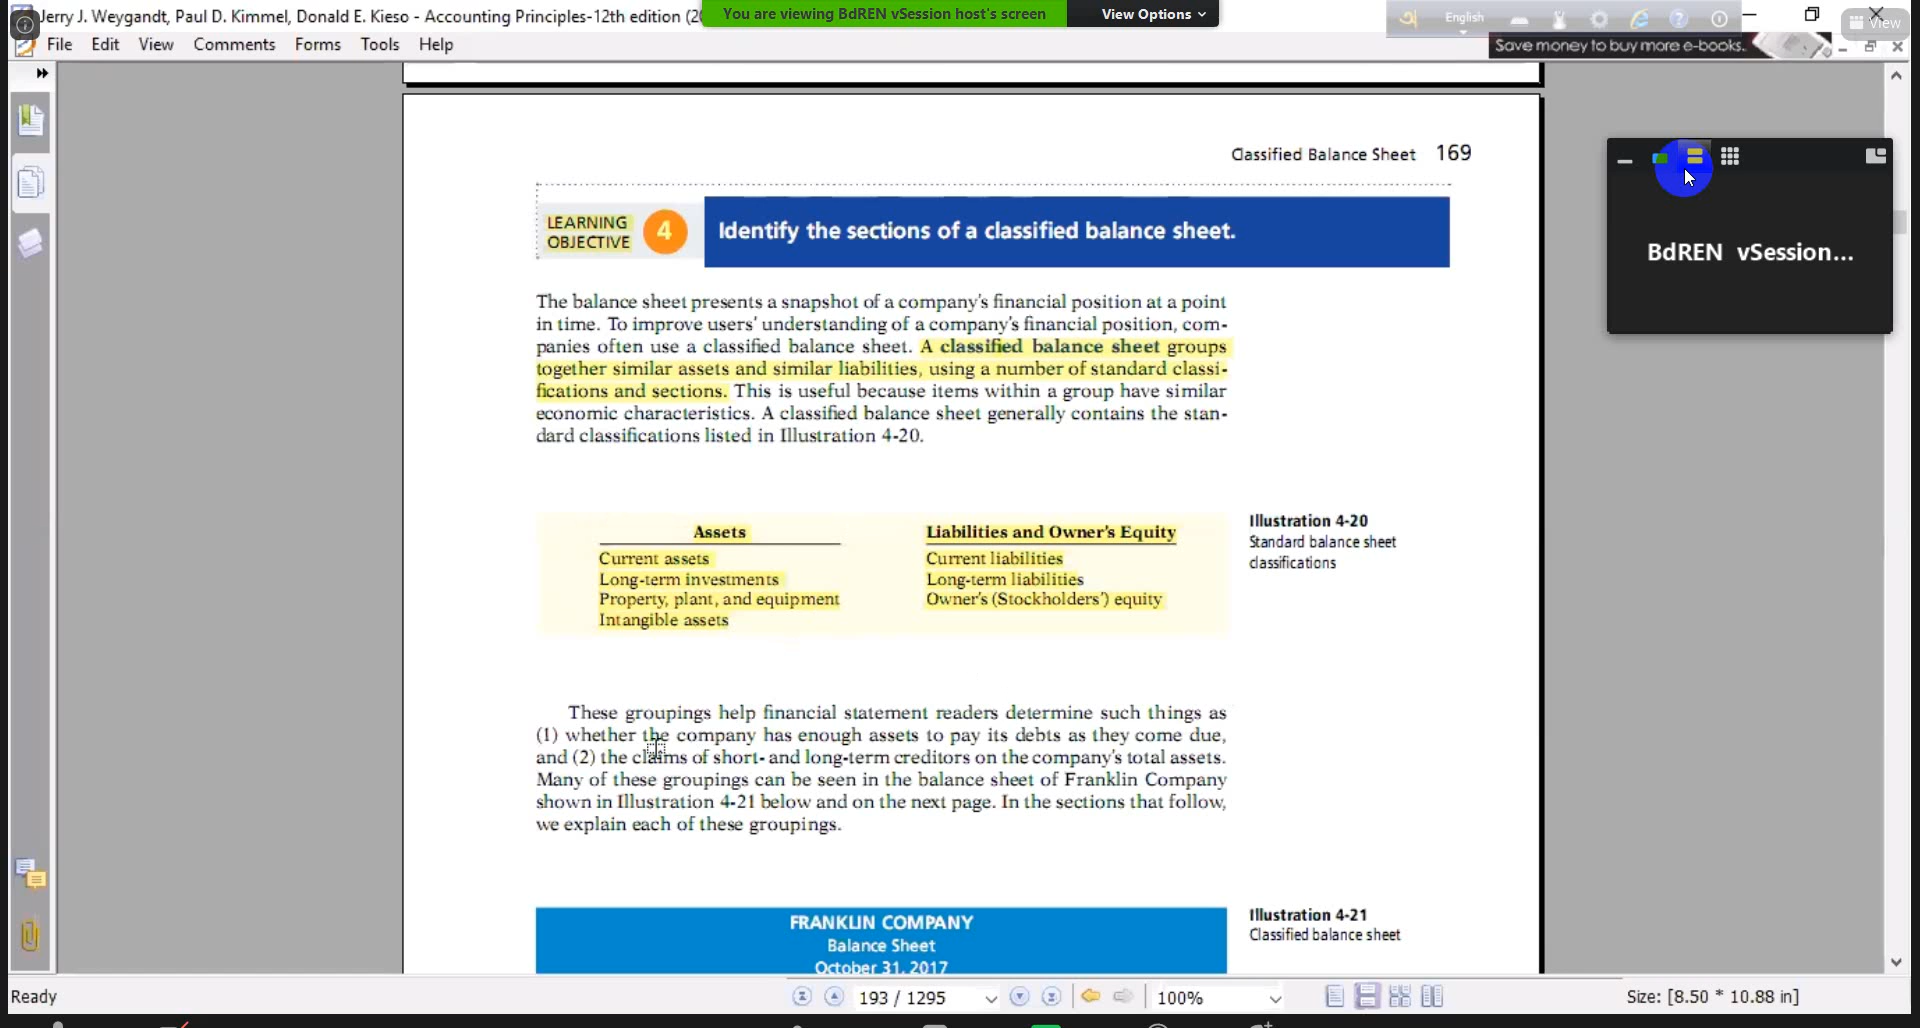 Jerry J. Weygandt, Paul D. Kimmel, Donald E. Kieso - Accounting Principles-12th edition (20
You are viewing BdREN vSession host's screen
View Options
English
View
File Edit View Comments Forms Tools Help
Save money to buy more e-books..
Classified Balance Sheet 169
LEARNING
OBJECTIVE
4
Identify the sections of a classified balance sheet.
BdREN vSession...
The balance sheet presents a snapshot of a company's financial position at a point
in time. To improve users' understanding of a company's financial position, com-
panies often use a classified balance sheet. A classified balance sheet groups
together similar assets and similar liabilities, using a number of standard classi-
fications and sections. This is useful because items within a group have similar
economic characteristics. A classified balance sheet generally contains the stan-
dard classifications listed in Illustration 4-20.
Assets
Current assets
Long-term investments
Property, plant, and equipment
Intangible assets
Liabilities and Owner's Equity
Current liabilities
Long-term liabilities
Owner's (Stockholders') equity
Illustration 4-20
Standard balance sheet
classifications
These groupings help financial statement readers determine such things as
(1) whether the company has enough assets to pay its debts as they come due,
and (2) the claims of short- and long-term creditors on the company's total assets.
Many of these groupings can be seen in the balance sheet of Franklin Company
shown in Illustration 4-21 below and on the next page. In the sections that follow,
we explain each of these groupings.
FRANKLIN COMPANY
Balance Sheet
October 31, 2017
Illustration 4-21
Classified balance sheet
Ready
193 / 1295
100%
Size: [8.50 * 10.88 in]